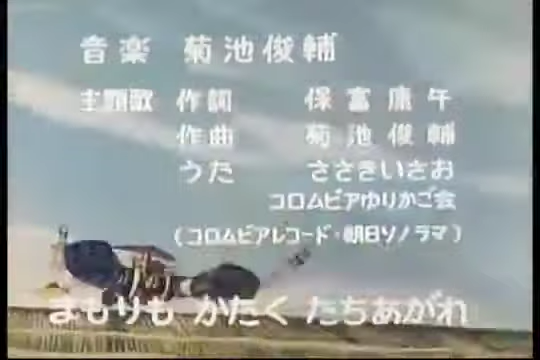 音楽 菊池俊輔
主題歌 作詞 保富康午
作曲 菊池俊輔
うた ささきいさお
コロムビアゆりかご会
(コロムビアレコード・朝日ソノラマ)
まもりも かたく たちあがれ